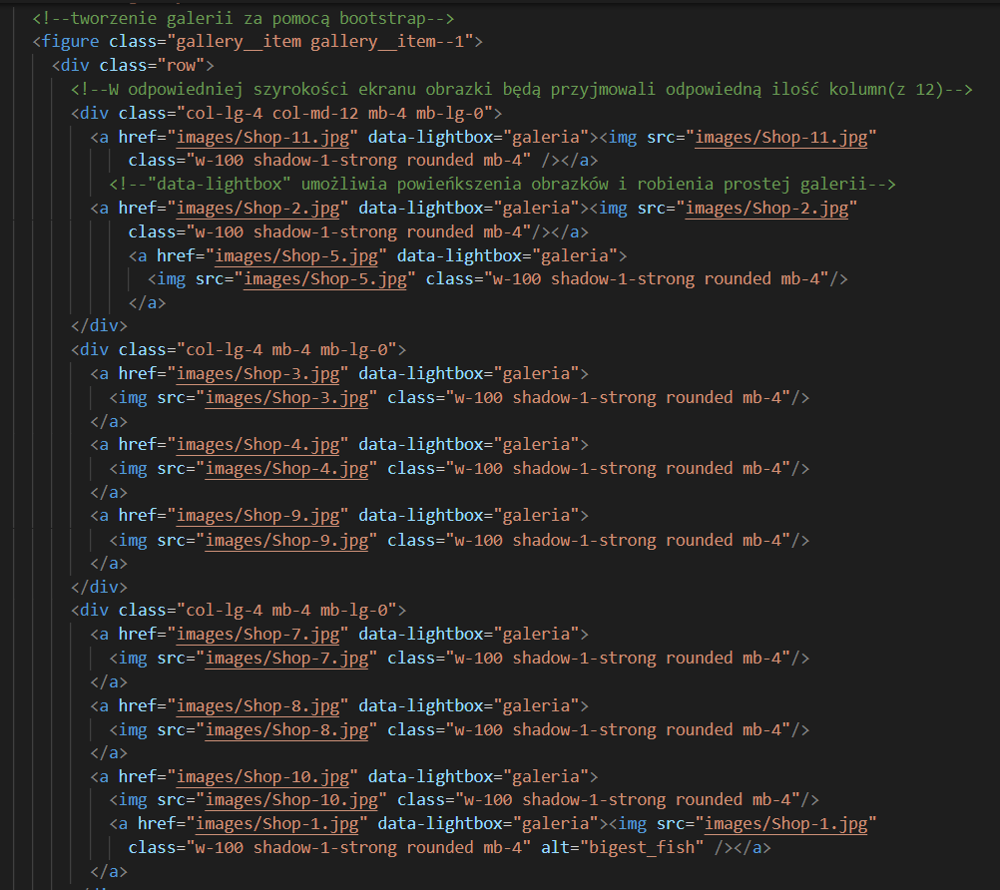 <!--tworzenie galerii za pomocą bootstrap-->
<figure class="gallery__item gallery__item--1">
<div class="row">
<!--W odpowiedniej szyrokości ekranu obrazki będą przyjmowali odpowiedną ilość kolumn(z 12)-->
<div class="col-lg-4 col-md-12 mb-4 mb-lg-0">
<a href="images/Shop-11.jpg" data-lightbox="galeria"><img src="images/Shop-11.jpg"
class="w-100 shadow-1-strong rounded mb-4" /></a>
<!--"data-lightbox" umożliwia powieńkszenia obrazków i robienia prostej galerii-->
<a href="images/Shop-2.jpg" data-lightbox="galeria"><img src="images/Shop-2.jpg"
class="w-100 shadow-1-strong rounded mb-4"/></a>
<a href="images/Shop-5.jpg" data-lightbox="galeria">
<img src="images/Shop-5.jpg" class="w-100 shadow-1-strong rounded mb-4"/>
</a>
</div>
<div class="col-lg-4 mb-4 mb-lg-0">
<a href="images/Shop-3.jpg" data-lightbox="galeria">
<img src="images/Shop-3.jpg" class="w-100 shadow-1-strong rounded mb-4"/>
</a>
<a href="images/Shop-4.jpg" data-lightbox="galeria">
<img src="images/Shop-4.jpg" class="w-100 shadow-1-strong rounded mb-4"/>
</a>
<a href="images/Shop-9.jpg" data-lightbox="galeria">
<img src="images/Shop-9.jpg" class="w-100 shadow-1-strong rounded mb-4"/>
</a>
</div>
<div class="col-lg-4 mb-4 mb-lg-0">
<a href="images/Shop-7.jpg" data-lightbox="galeria">
<img src="images/Shop-7.jpg" class="w-100 shadow-1-strong rounded mb-4"/>
</a>
<a href="images/Shop-8.jpg" data-lightbox="galeria">
<img src="images/Shop-8.jpg" class="w-100 shadow-1-strong rounded mb-4"/>
</a>
<a href="images/Shop-10.jpg" data-lightbox="galeria">
<img src="images/Shop-10.jpg" class="w-100 shadow-1-strong rounded mb-4"/>
<a href="images/Shop-1.jpg" data-lightbox="galeria"><img src="images/Shop-1.jpg"
class="w-100 shadow-1-strong rounded mb-4" alt="bigest_fish" /></a>
</a>